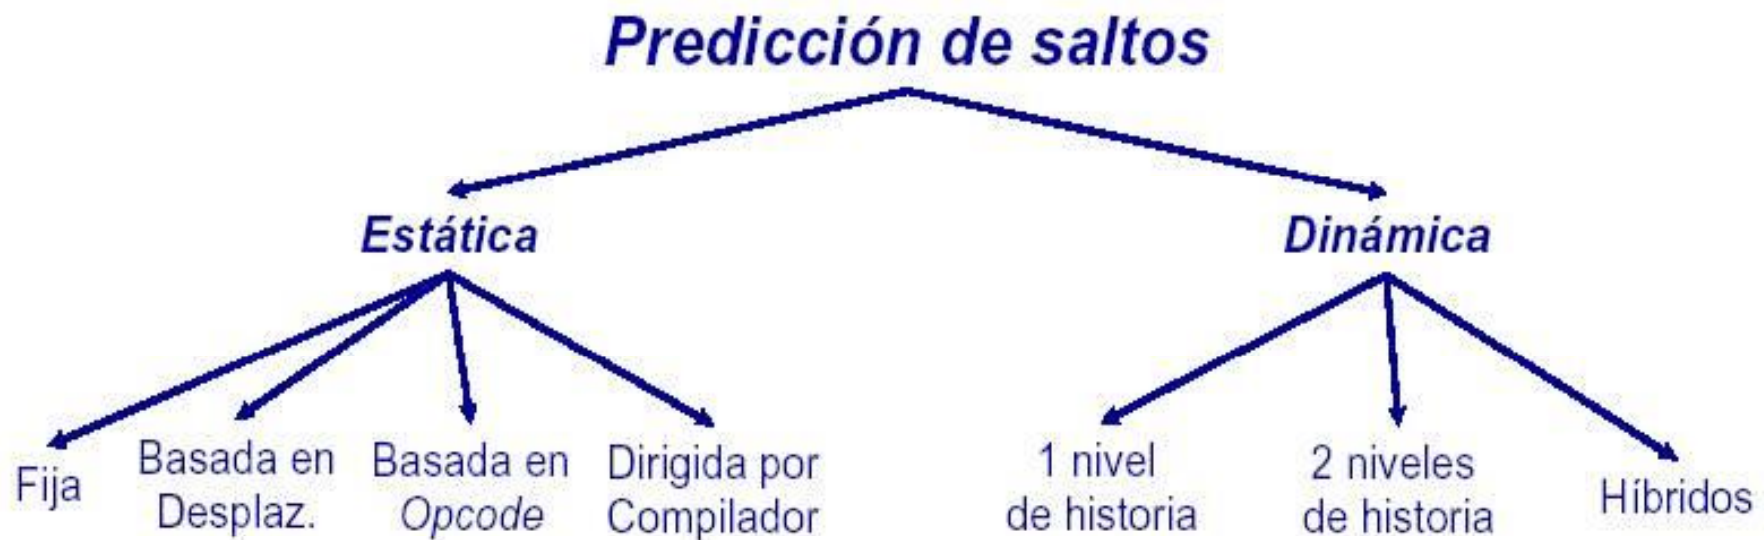 Predicción de saltos
Estática
Dinámica
Fija
Basada en
Desplaz.
Basada en
Opcode
Dirigida por
Compilador
1 nivel
de historia
2 niveles
de historia
Híbridos